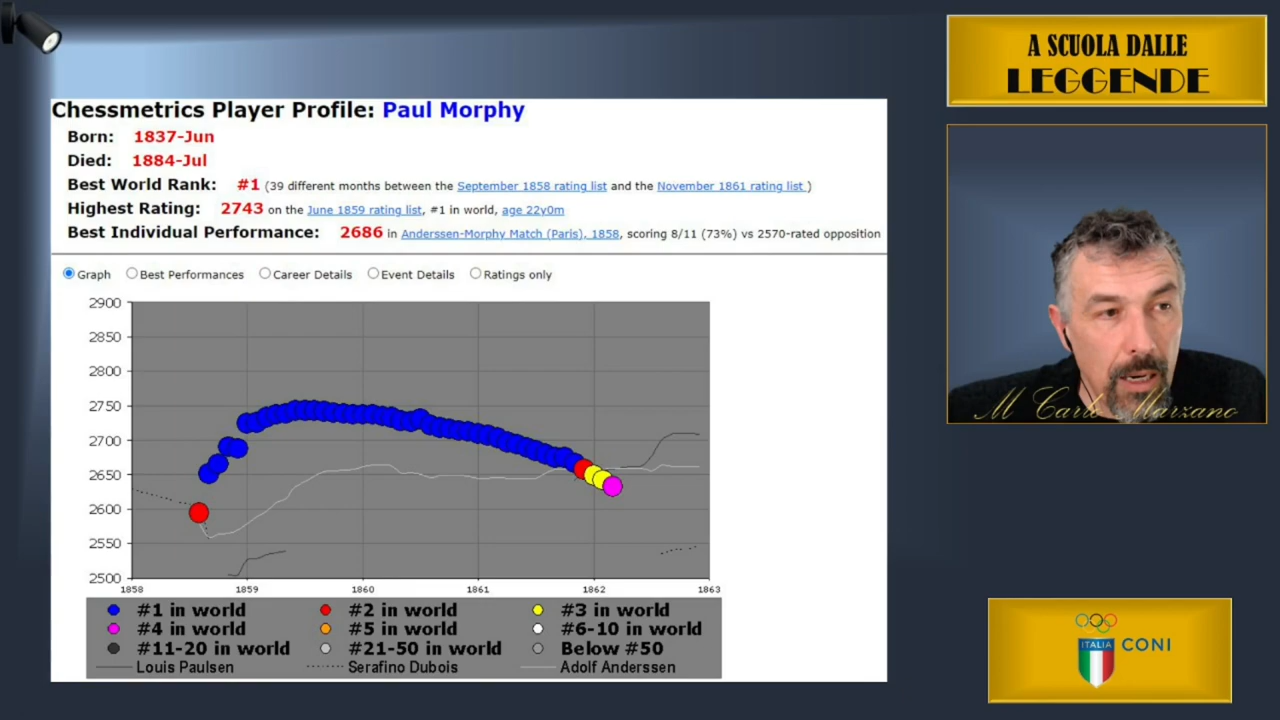 A SCUOLA DALLE
LEGGENDE
Chessmetrics Player Profile: Paul Morphy
Born: 1837-Jun
Died: 1884-Jul
Best World Rank: #1 (39 different months between the September 1858 rating list and the November 1861 rating list )
Highest Rating: 2743 on the June 1859 rating list, #1 in world, age 22y0m
Best Individual Performance: 2686 in Anderssen-Morphy Match (Paris), 1858, scoring 8/11 (73%) vs 2570-rated opposition
Graph Best Performances Career Details Event Details Ratings only
2900
2850
2800
2750
2700
2650
2600
2550
2500
1858 1859 1860 1861 1862 1863
#1 in world #2 in world #3 in world
#4 in world #5 in world #6-10 in world
#11-20 in world #21-50 in world Below #50
Louis Paulsen Serafino Dubois Adolf Anderssen
M Carlo Marzano
ITALIA
CONI